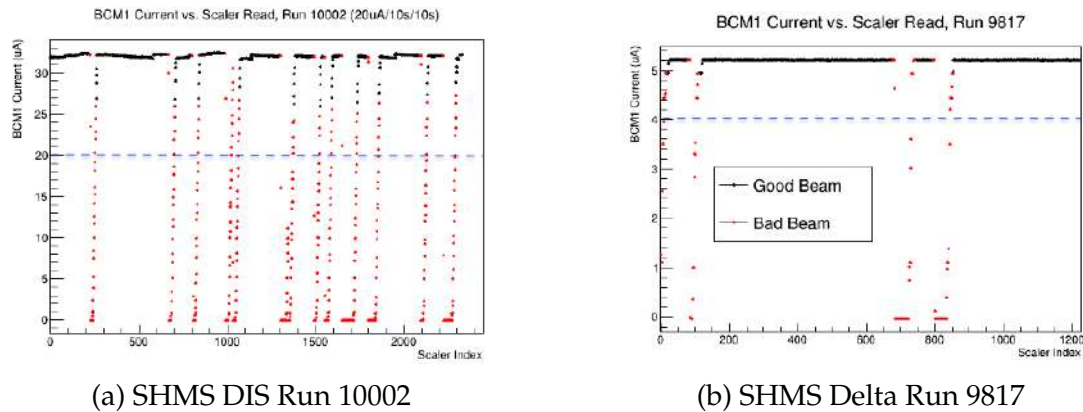 BCM1 Current vs. Scaler Read, Run 10002 (20uA/10s/10s)
BCM1 Current (uA)
30
25
20
15
10
5
0
0
500
1000
1500
2000
Scaler Index
(a) SHMS DIS Run 10002
BCM1 Current vs. Scaler Read, Run 9817
BCM1 Current (uA)
5
4
3
2
1
0
Good Beam
Bad Beam
0
200
400
600
800
1000
1200
Scaler Index
(b) SHMS Delta Run 9817